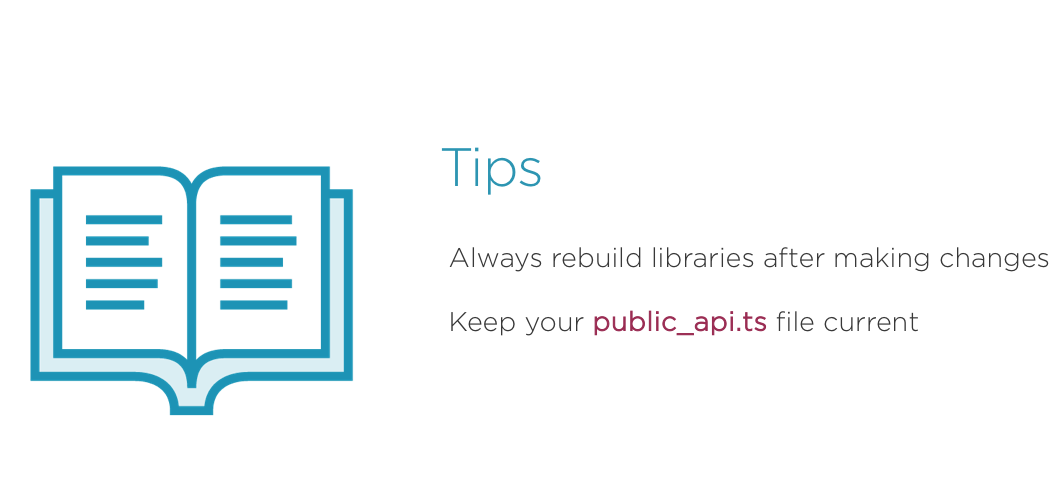 Tips
Always rebuild libraries after making changes
Keep your public_api.ts file current